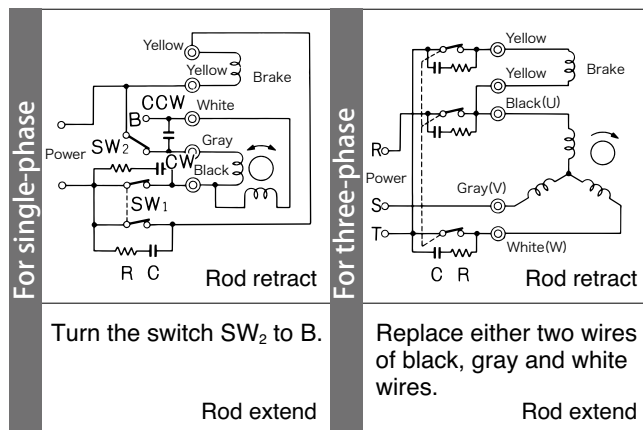 For single-phase
Yellow
Yellow
Brake
CCW
B
White
SW2
Gray
Power
CW
Black
SW1
R C
Rod retract
Turn the switch SW2 to B.
Rod extend
For three-phase
Yellow
Yellow
Brake
Black(U)
R
Power
S
Gray(V)
T
White(W)
C R
Rod retract
Replace either two wires
of black, gray and white
wires.
Rod extend